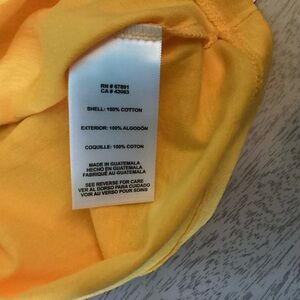 RN # 67891
CA # 43063
SHELL: 100% COTTON
EXTERIOR: 100% ALGODÓN
COQUILLE: 100% COTON
MADE IN GUATEMALA
HECHO EN GUATEMALA
FABRIQUÉ AU GUATEMALA
SEE REVERSE FOR CARE
VER AL DORSO PARA CUIDADO
VOIR AU VERSO POUR SOINS